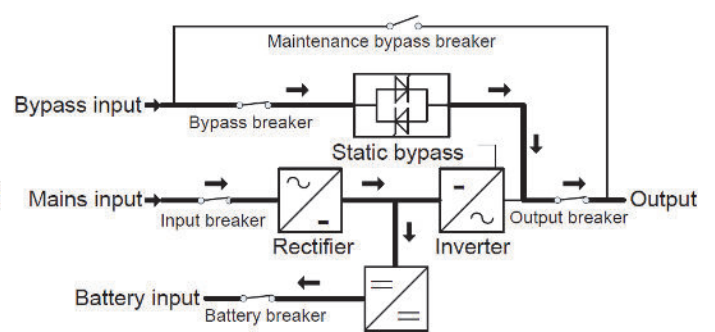 Maintenance bypass breaker
Bypass input
Bypass breaker
Static bypass
Mains input
Input breaker
Rectifier
Inverter
Output breaker
Output
Battery input
Battery breaker